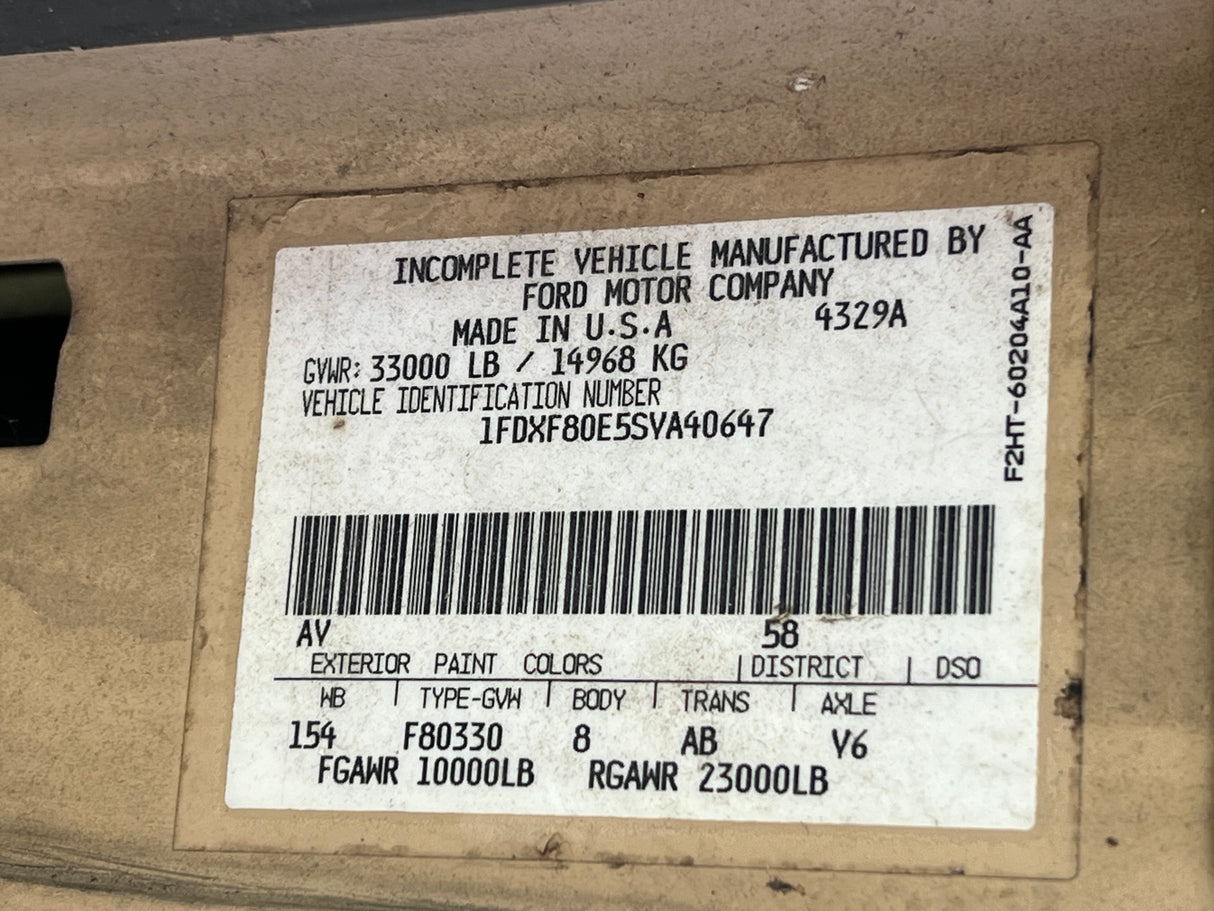 INCOMPLETE VEHICLE MANUFACTURED BY
FORD MOTOR COMPANY
MADE IN U.S.A 4329A
GVWR: 33000 LB / 14968 KG
VEHICLE IDENTIFICATION NUMBER
1FDXF80E5SVA40647
F2HT-60204A10-AA
AV 58
EXTERIOR PAINT COLORS | DISTRICT | DSO
WB | TYPE-GVW | BODY | TRANS | AXLE
154 F80330 8 AB V6
FGAWR 10000LB RGAWR 23000LB